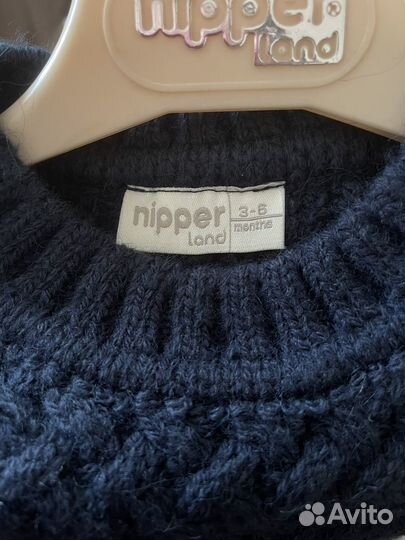 nipper®
land
nipper
land
3-6
months
Avito